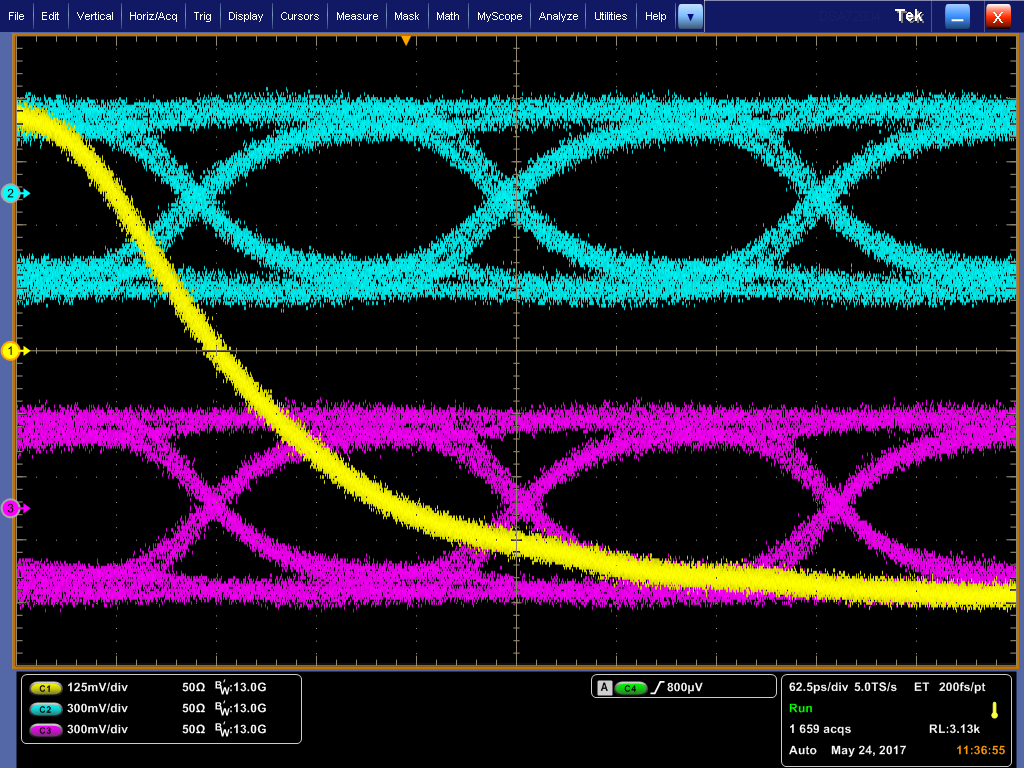 File Edit Vertical Horiz/Acq Trig Display Cursors Measure Mask Math MyScope Analyze Utilities Help Tek X
2
1
3
C1 125mV/div 50Ω BW:13.0G
C2 300mV/div 50Ω BW:13.0G
C3 300mV/div 50Ω BW:13.0G
A C4 800µV
62.5ps/div 5.0TS/s ET 200fs/pt
Run
1 659 acqs RL:3.13k
Auto May 24, 2017 11:36:55